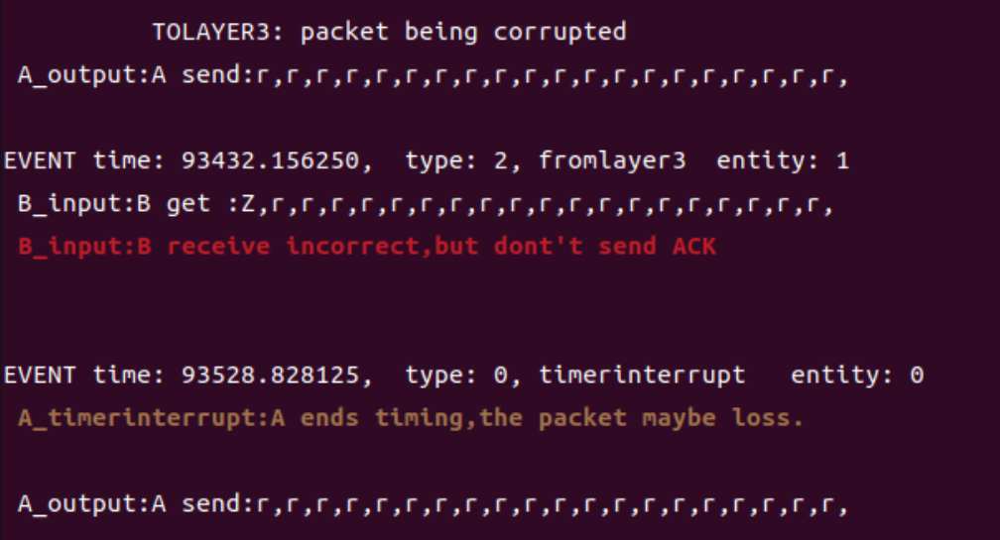 TOLAYER3: packet being corrupted
A_output:A send:r,r,r,r,r,r,r,r,r,r,r,r,r,r,r,r,r,r,r,r,
EVENT time: 93432.156250,  type: 2, fromlayer3  entity: 1
B_input:B get :Z,r,r,r,r,r,r,r,r,r,r,r,r,r,r,r,r,r,r,r,
B_input:B receive incorrect,but dont't send ACK
EVENT time: 93528.828125,  type: 0, timerinterrupt   entity: 0
A_timerinterrupt:A ends timing,the packet maybe loss.
A_output:A send:r,r,r,r,r,r,r,r,r,r,r,r,r,r,r,r,r,r,r,r,